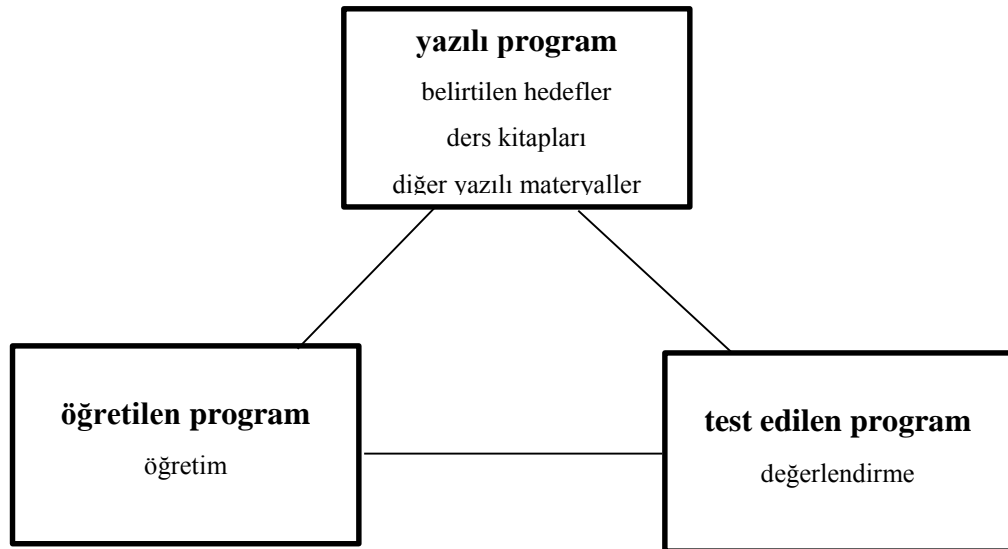 yazılı program
belirtilen hedefler
ders kitapları
diğer yazılı materyaller
öğretilen program
öğretim
test edilen program
değerlendirme